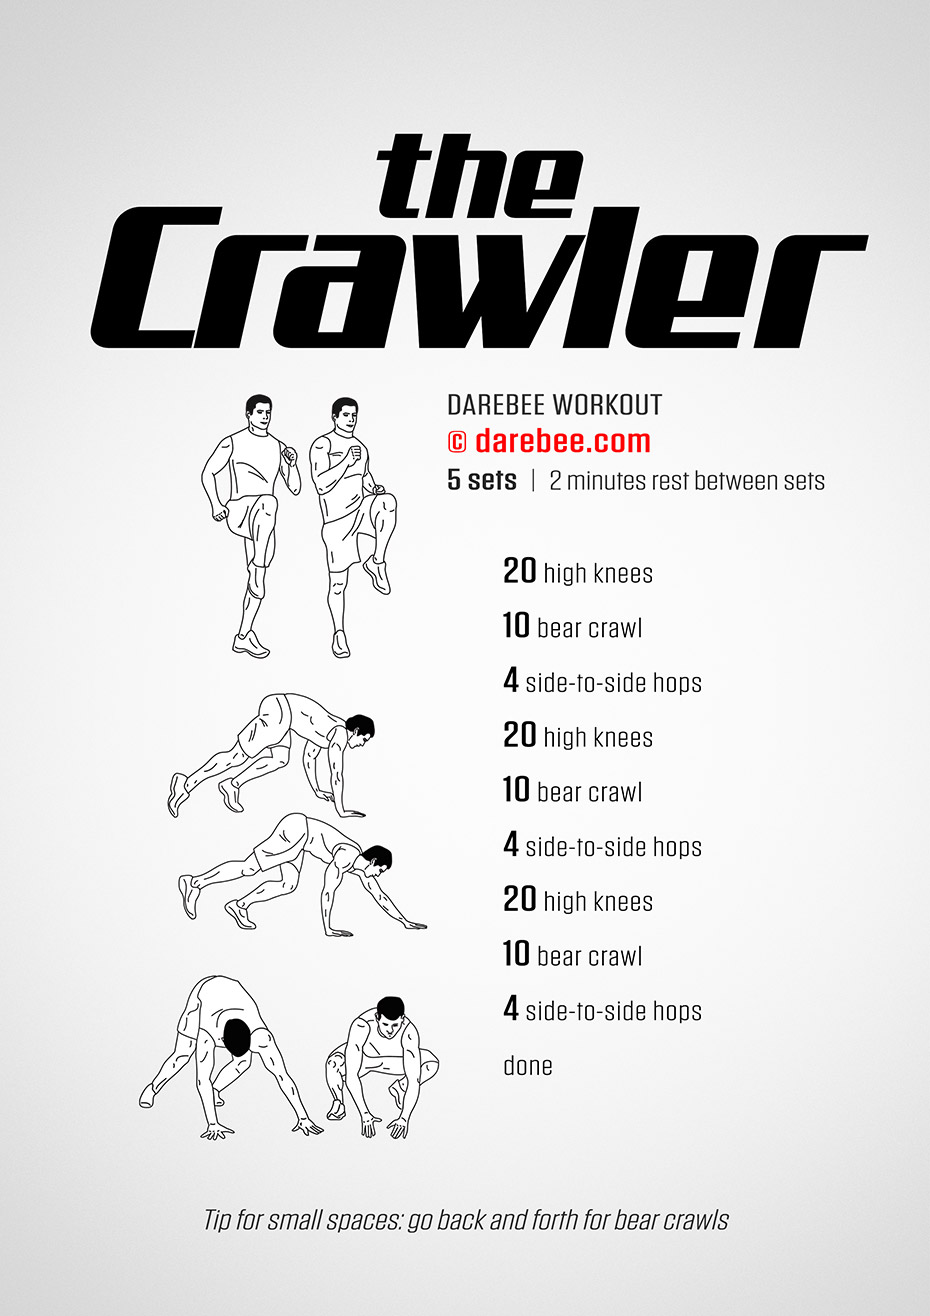 the
Crawler
DAREBEE WORKOUT
© darebee.com
5 sets | 2 minutes rest between sets
20 high knees
10 bear crawl
4 side-to-side hops
20 high knees
10 bear crawl
4 side-to-side hops
20 high knees
10 bear crawl
4 side-to-side hops
done
Tip for small spaces: go back and forth for bear crawls